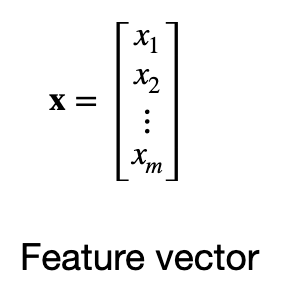 x = [x₁
x₂
⋮
xₘ]
Feature vector